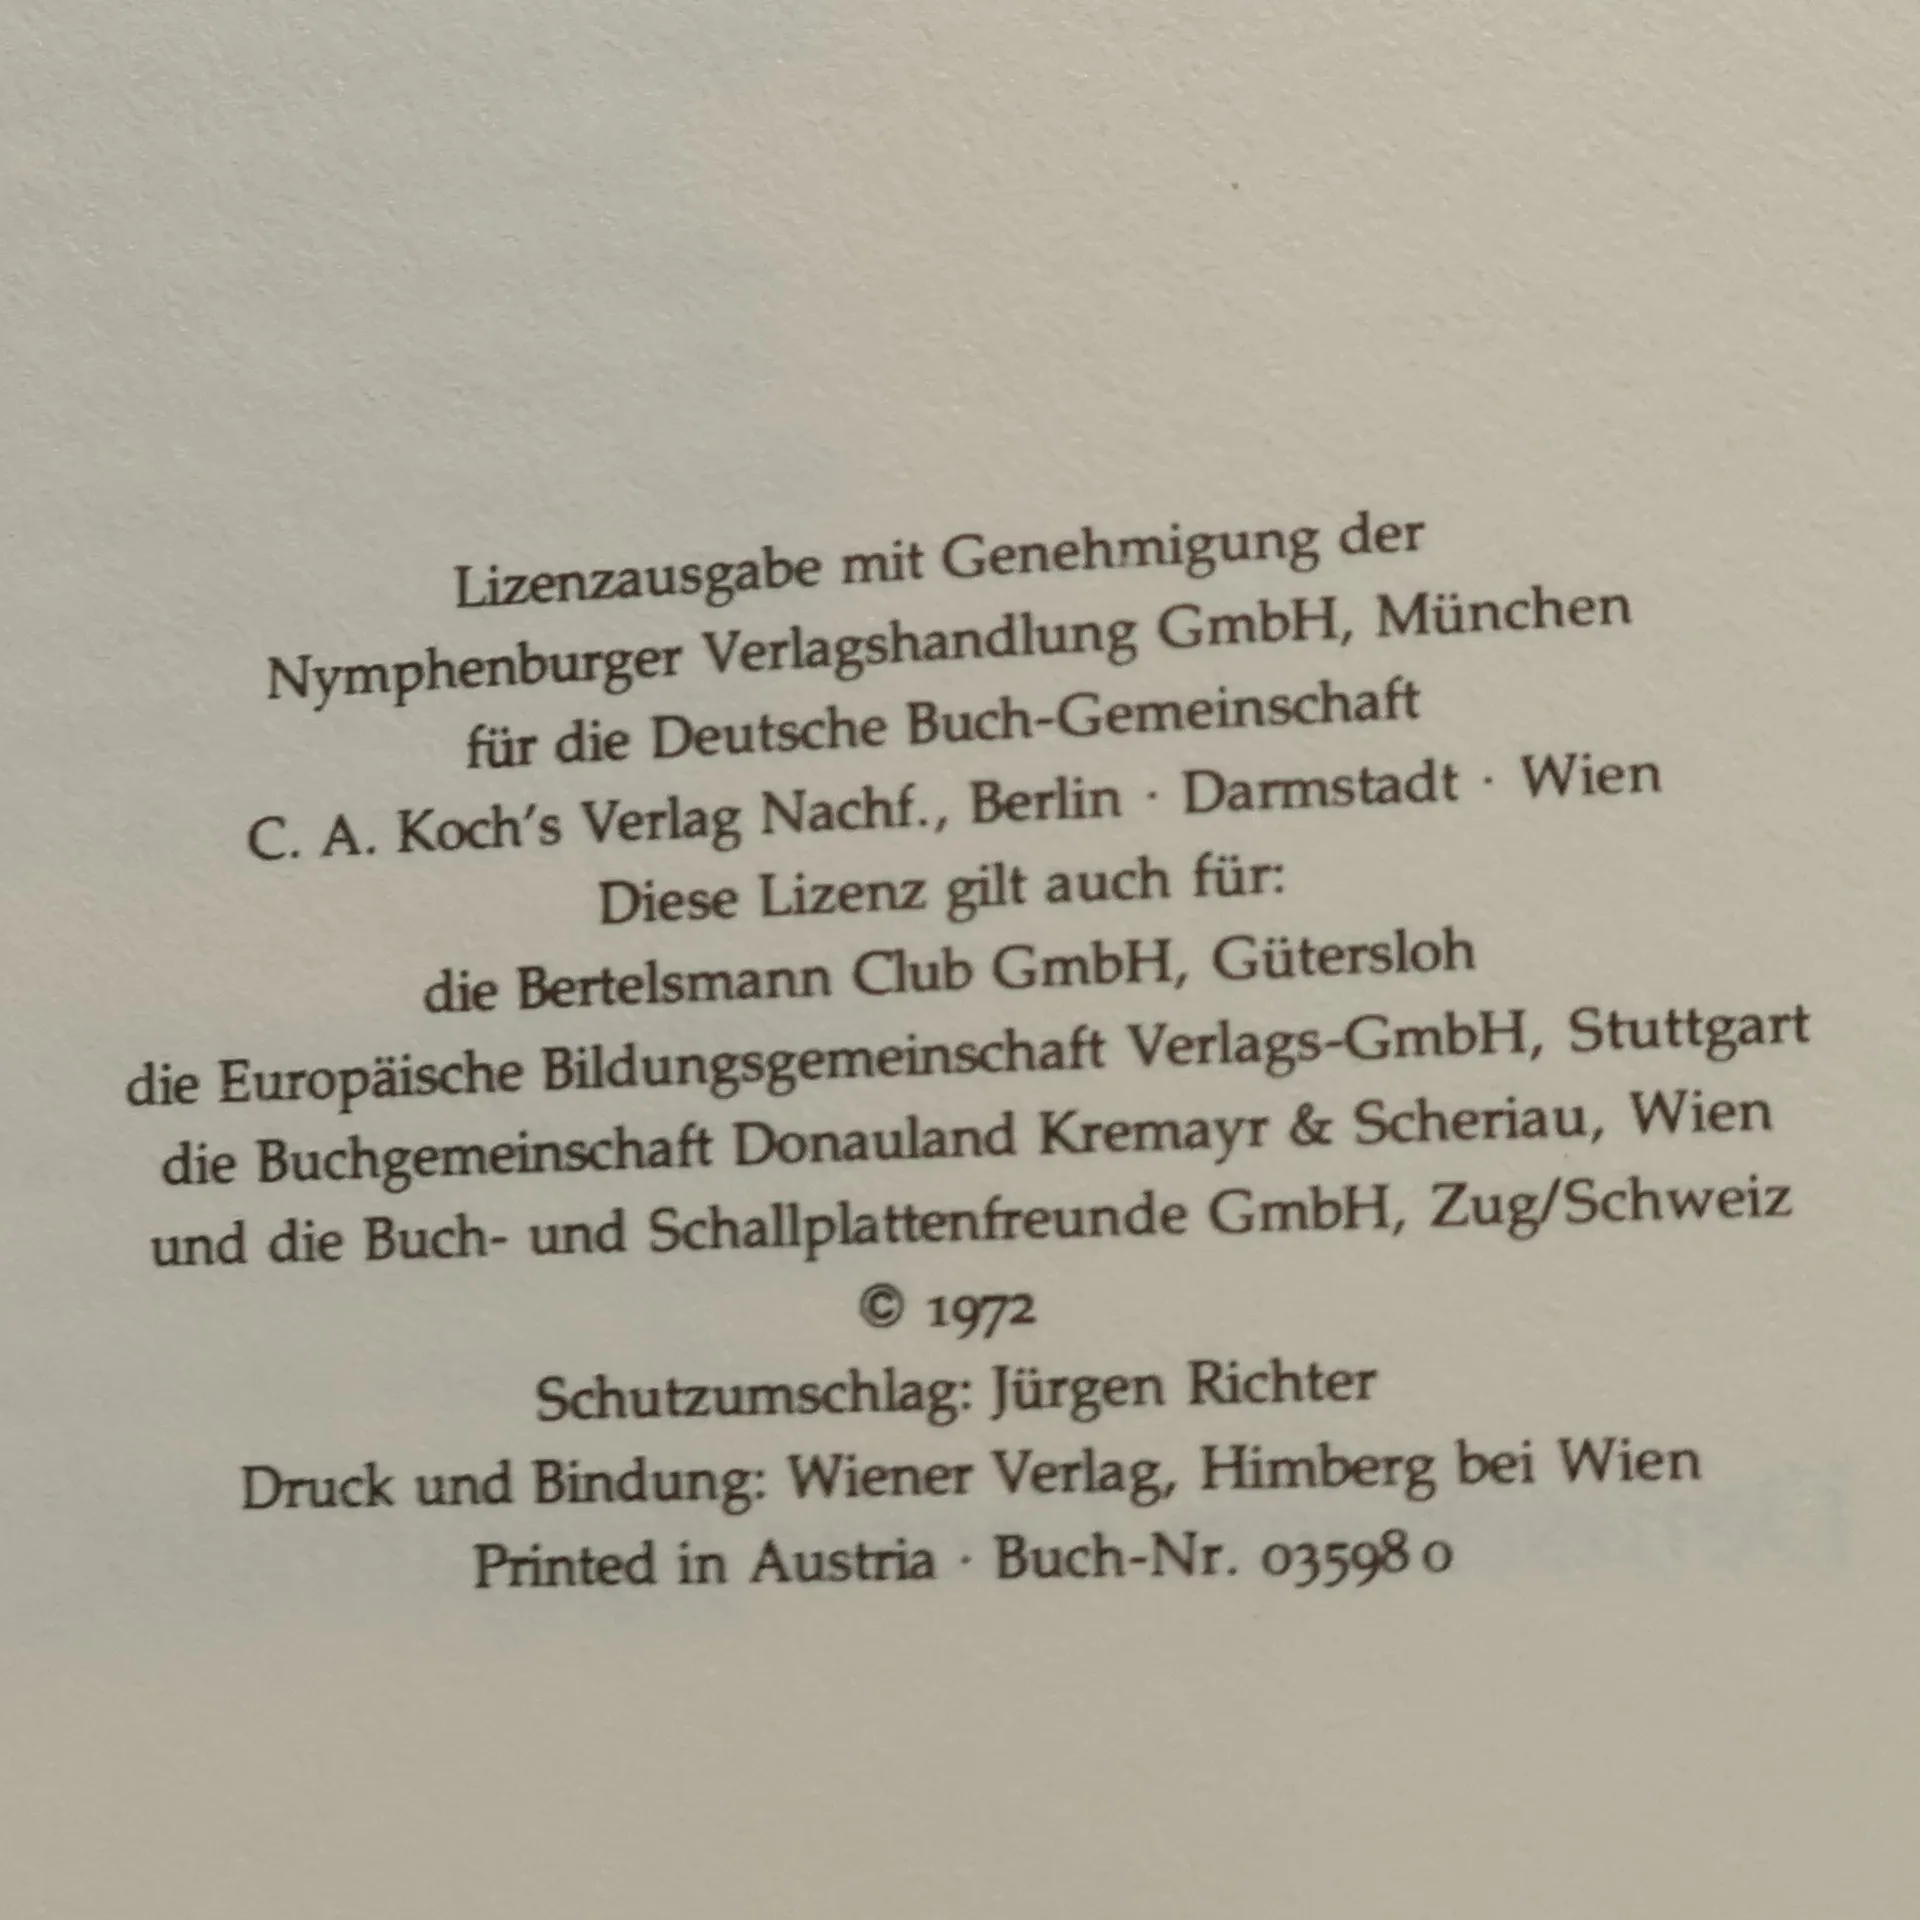 Lizenzausgabe mit Genehmigung der
Nymphenburger Verlagshandlung GmbH, München
für die Deutsche Buch-Gemeinschaft
C. A. Koch's Verlag Nachf., Berlin · Darmstadt · Wien
Diese Lizenz gilt auch für:
die Bertelsmann Club GmbH, Gütersloh
die Europäische Bildungsgemeinschaft Verlags-GmbH, Stuttgart
die Buchgemeinschaft Donauland Kremayr & Scheriau, Wien
und die Buch- und Schallplattenfreunde GmbH, Zug/Schweiz
© 1972
Schutzumschlag: Jürgen Richter
Druck und Bindung: Wiener Verlag, Himberg bei Wien
Printed in Austria · Buch-Nr. 03598 0